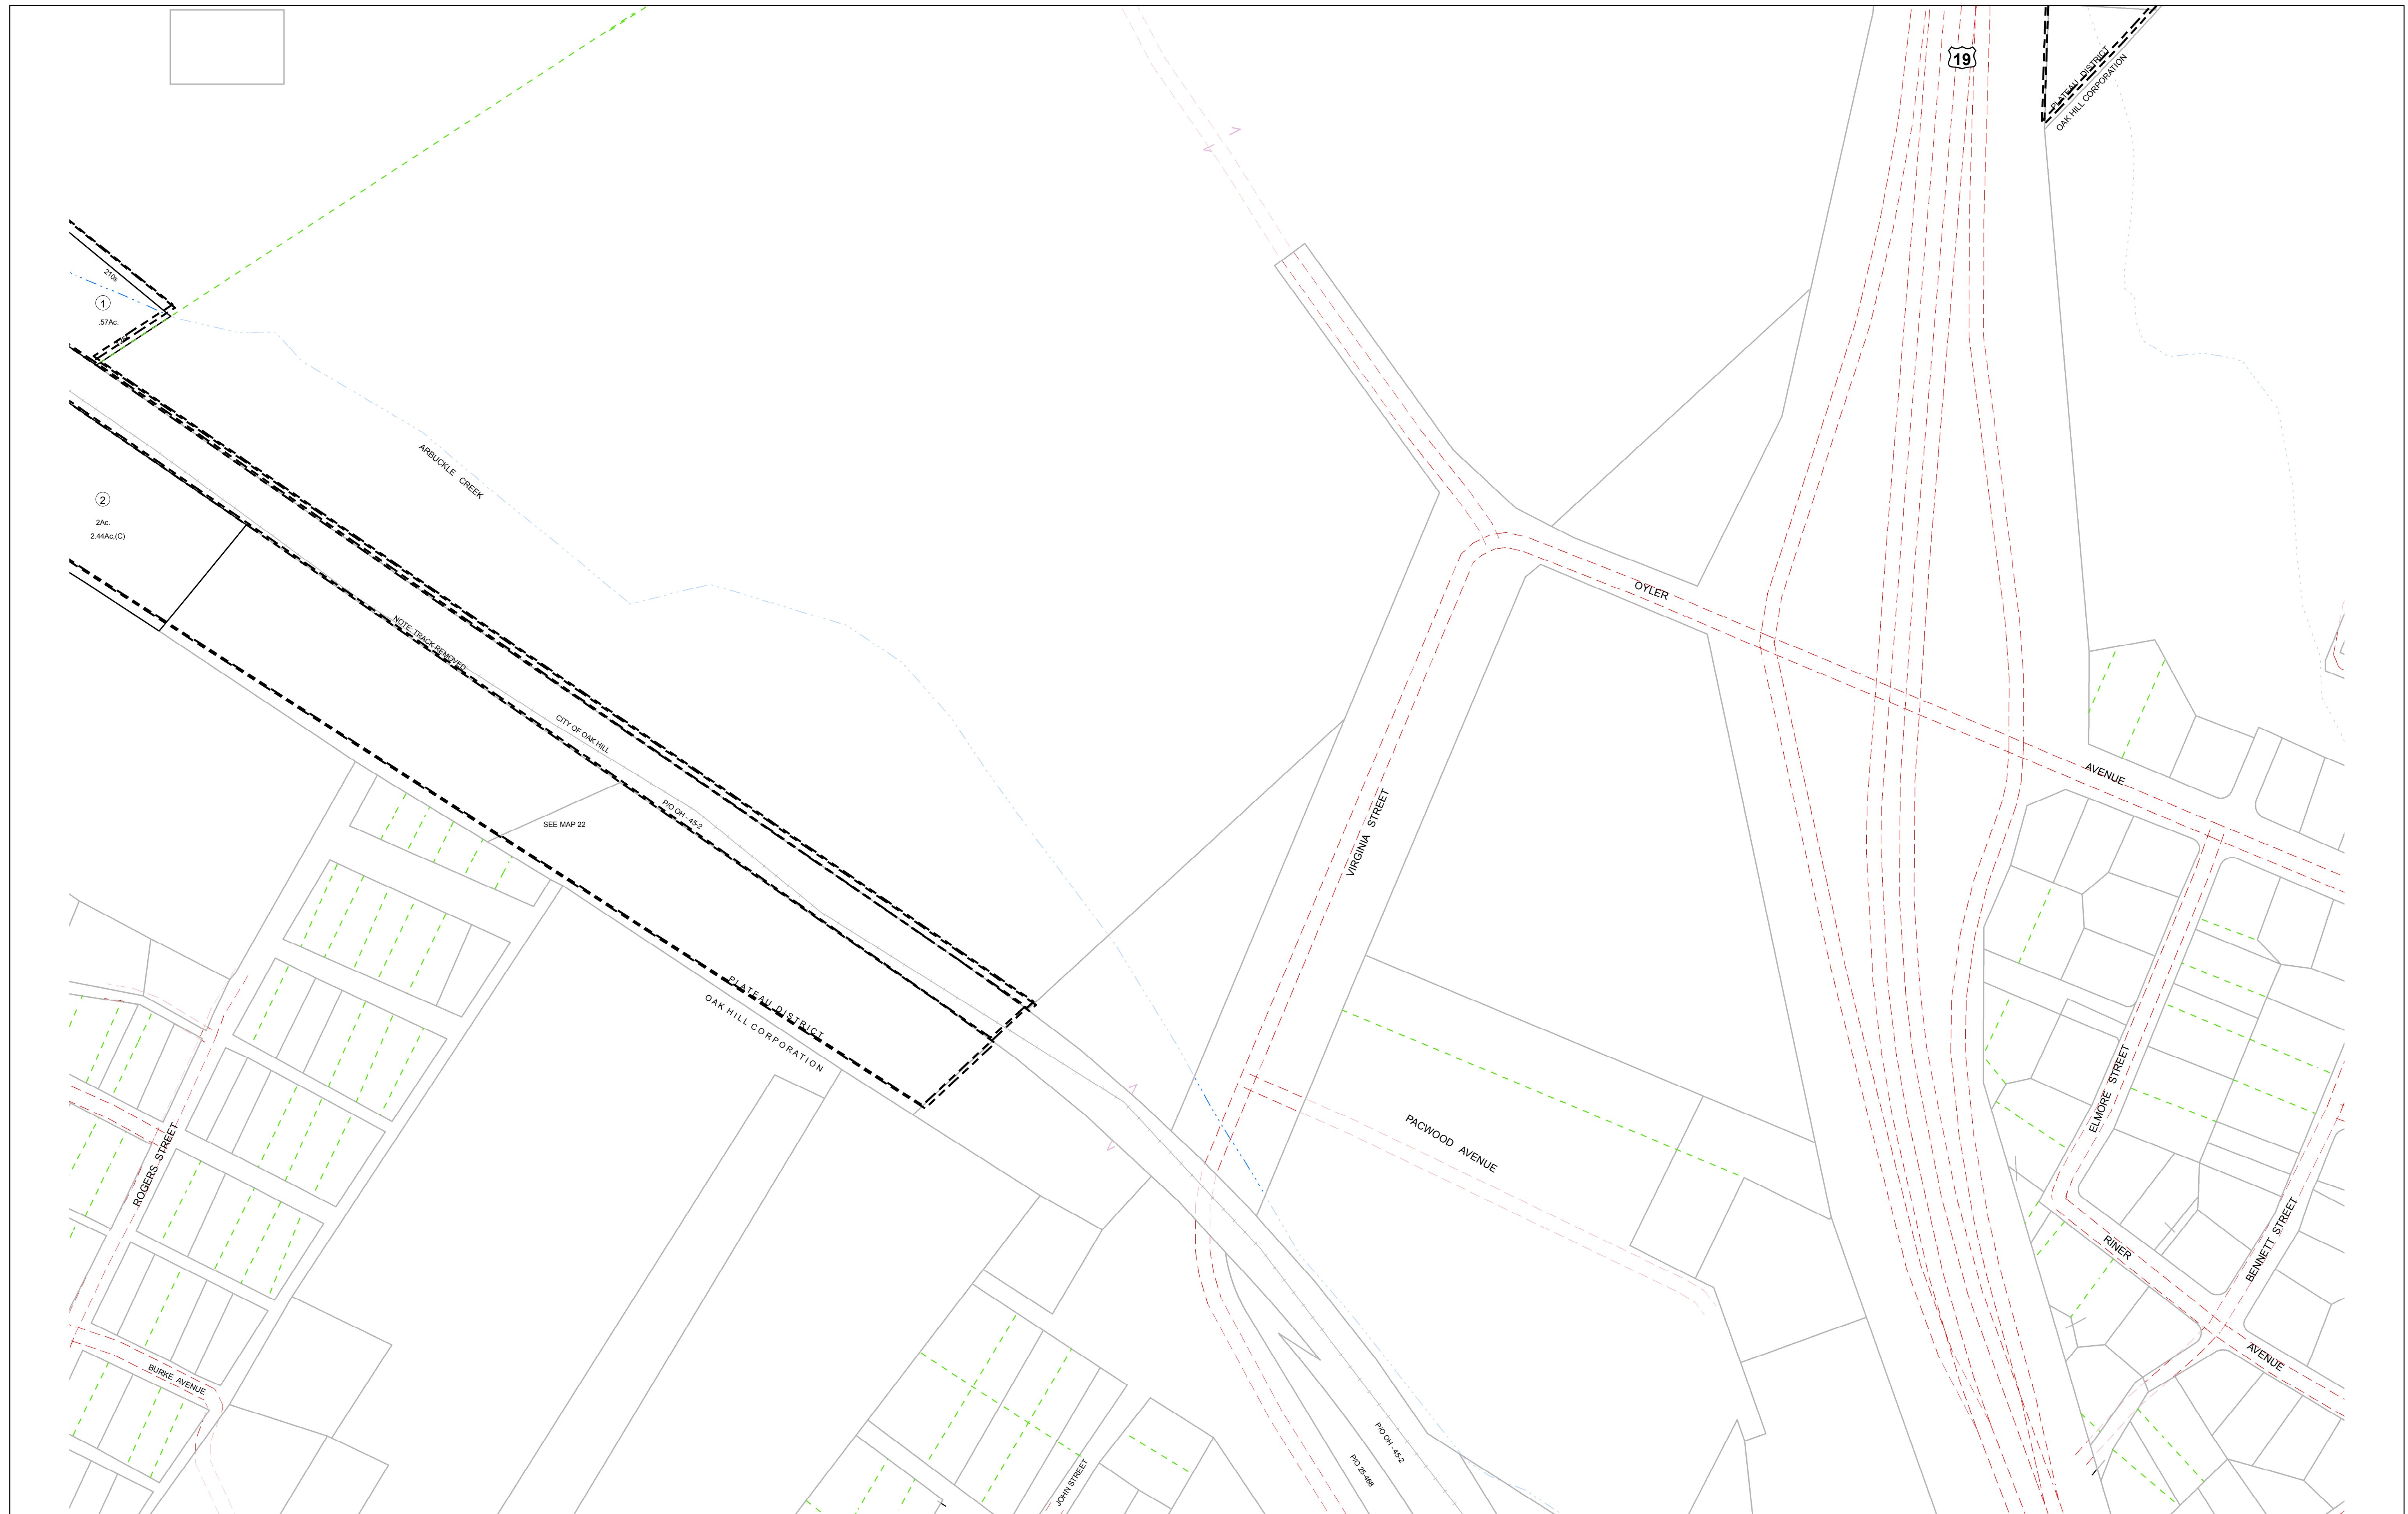 19
PLATEAU DISTRICT
OAK HILL CORPORATION
210s
1
.57Ac.
ARBUCKLE CREEK
2
2Ac.
2.44Ac,(C)
OYLER
AVENUE
NOTE: TRACK REMOVED
CITY OF OAK HILL
P/O OH - 45-2
SEE MAP 22
VIRGINIA STREET
PLATEAU DISTRICT
OAK HILL CORPORATION
PACWOOD AVENUE
ELMORE STREET
ROGERS STREET
RINER
AVENUE
BENNETT STREET
BURKE AVENUE
JOHN STREET
P/O OH - 45-2
P/O 25-468